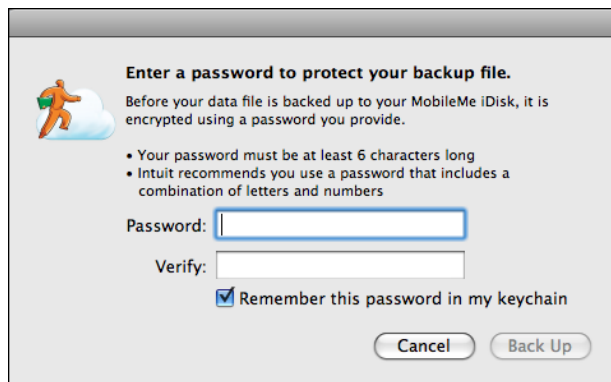 Enter a password to protect your backup file.
Before your data file is backed up to your MobileMe iDisk, it is
encrypted using a password you provide.
• Your password must be at least 6 characters long
• Intuit recommends you use a password that includes a
combination of letters and numbers
Password:
Verify:
Remember this password in my keychain
Cancel Back Up